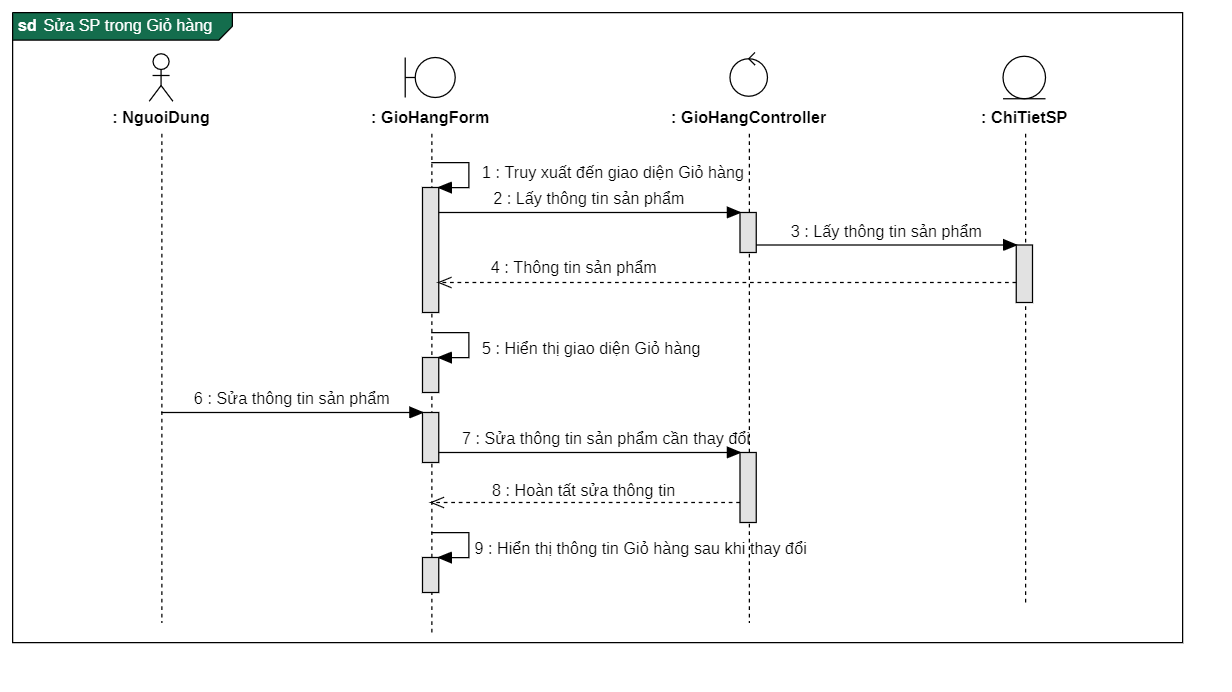 sd Sửa SP trong Giỏ hàng
: NguoiDung
: GioHangForm
: GioHangController
: ChiTietSP
1 : Truy xuất đến giao diện Giỏ hàng
2 : Lấy thông tin sản phẩm
3 : Lấy thông tin sản phẩm
4 : Thông tin sản phẩm
5 : Hiển thị giao diện Giỏ hàng
6 : Sửa thông tin sản phẩm
7 : Sửa thông tin sản phẩm cần thay đổi
8 : Hoàn tất sửa thông tin
9 : Hiển thị thông tin Giỏ hàng sau khi thay đổi